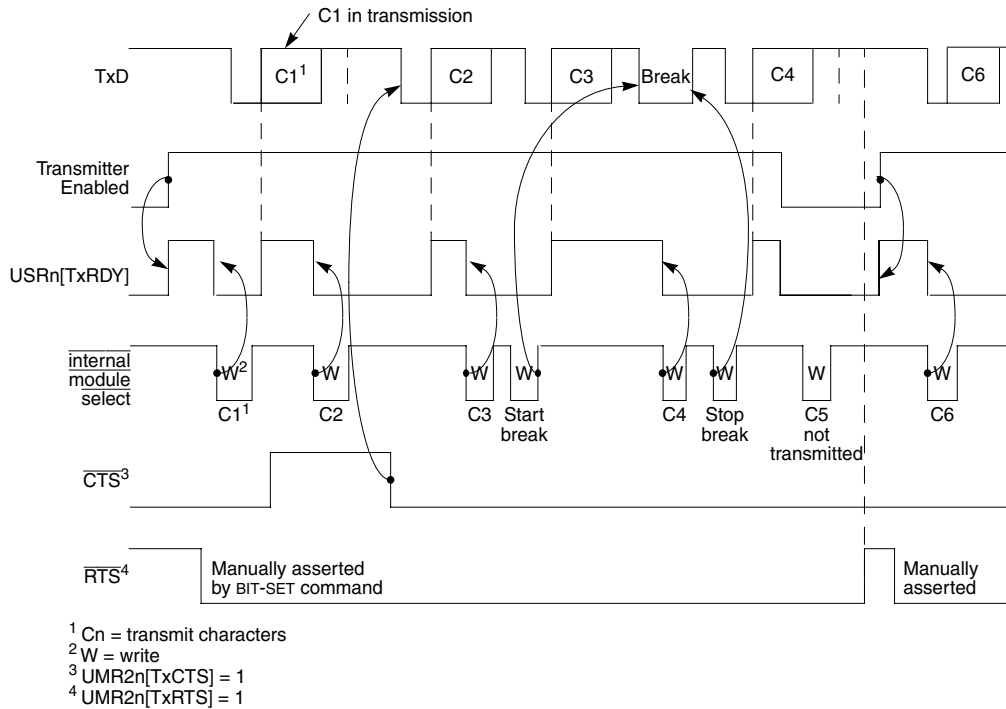 C1 in transmission
TxD
C1¹
C2
C3
Break
C4
C6
Transmitter
Enabled
USRn[TxRDY]
internal
module
select
W²
W
W
W
W
W
W
W
C1¹
C2
C3
Start
break
C4
Stop
break
C5
not
transmitted
C6
CTS³
RTS⁴
Manually asserted
by BIT-SET command
Manually
asserted
¹ Cn = transmit characters
² W = write
³ UMR2n[TxCTS] = 1
⁴ UMR2n[TxRTS] = 1